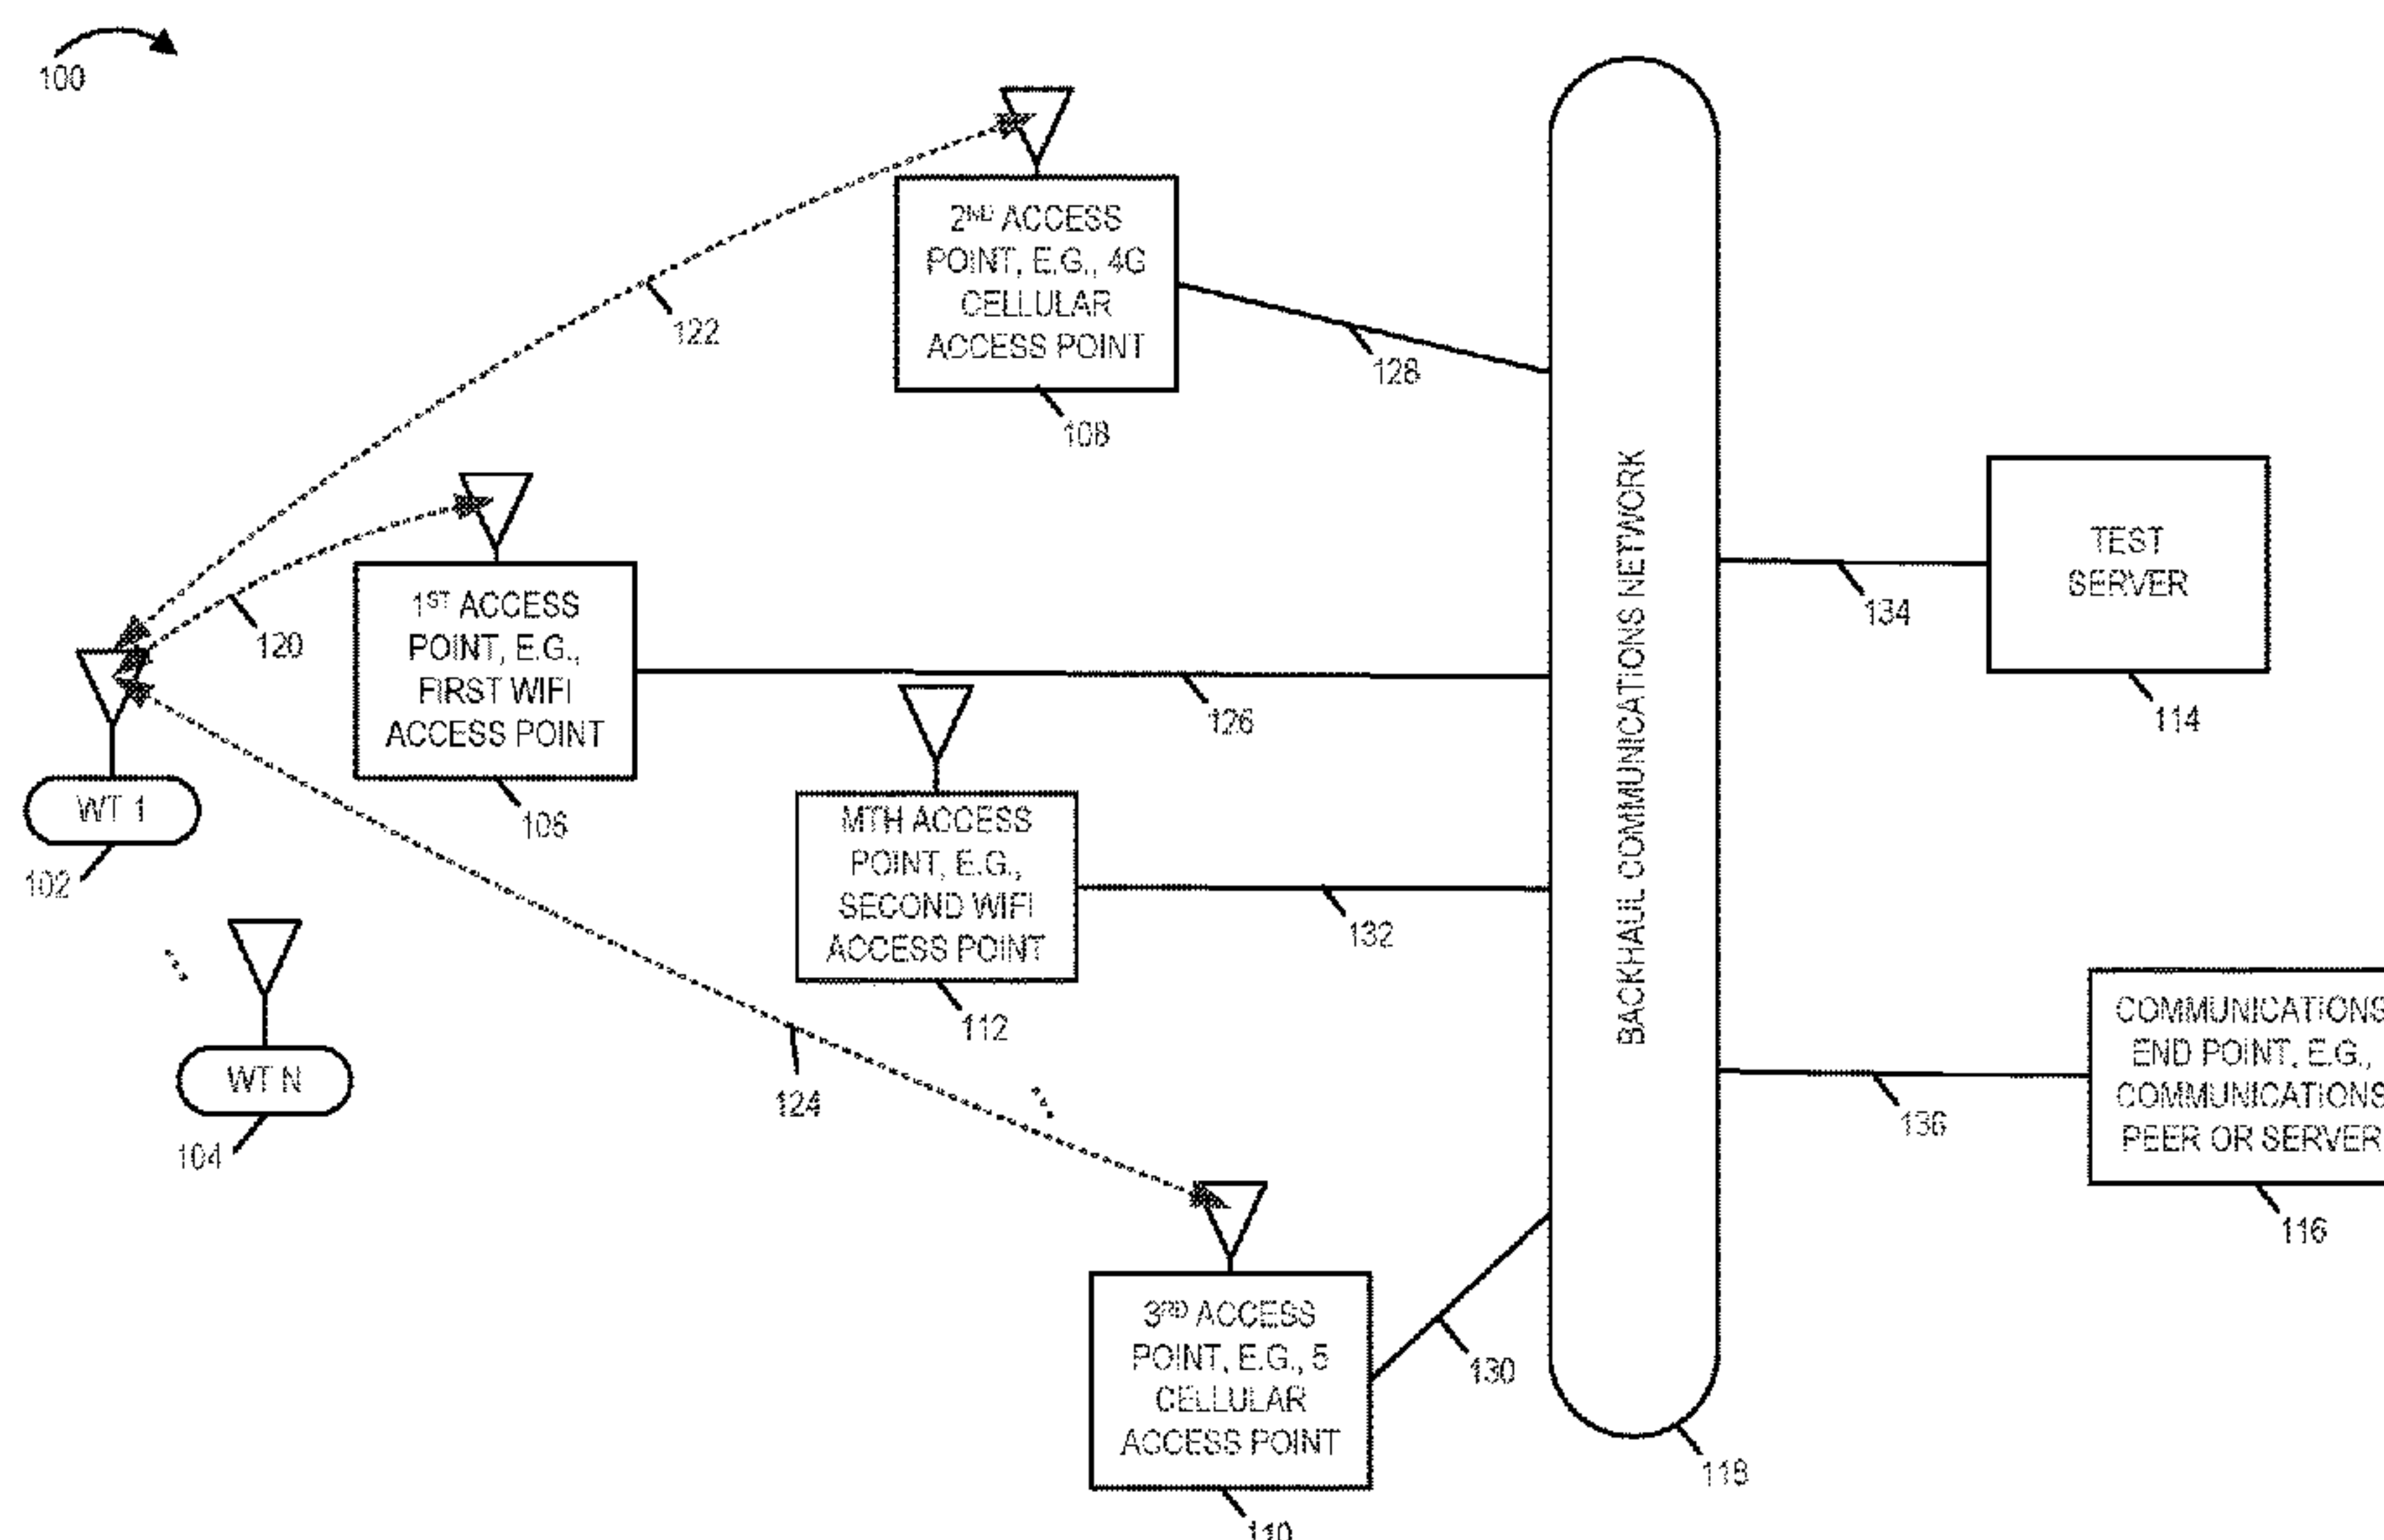 100
2ND ACCESS
POINT, E.G., 4G
CELLULAR
ACCESS POINT
122
128
108
1ST ACCESS
POINT, E.G.,
FIRST WIFI
ACCESS POINT
120
126
106
WT 1
102
MTH ACCESS
POINT, E.G.,
SECOND WIFI
ACCESS POINT
132
112
BACKHAUL COMMUNICATIONS NETWORK
TEST
SERVER
134
114
WT N
104
124
COMMUNICATIONS
END POINT, E.G.,
COMMUNICATIONS
PEER OR SERVER
136
116
3RD ACCESS
POINT, E.G., 5
CELLULAR
ACCESS POINT
130
118
110